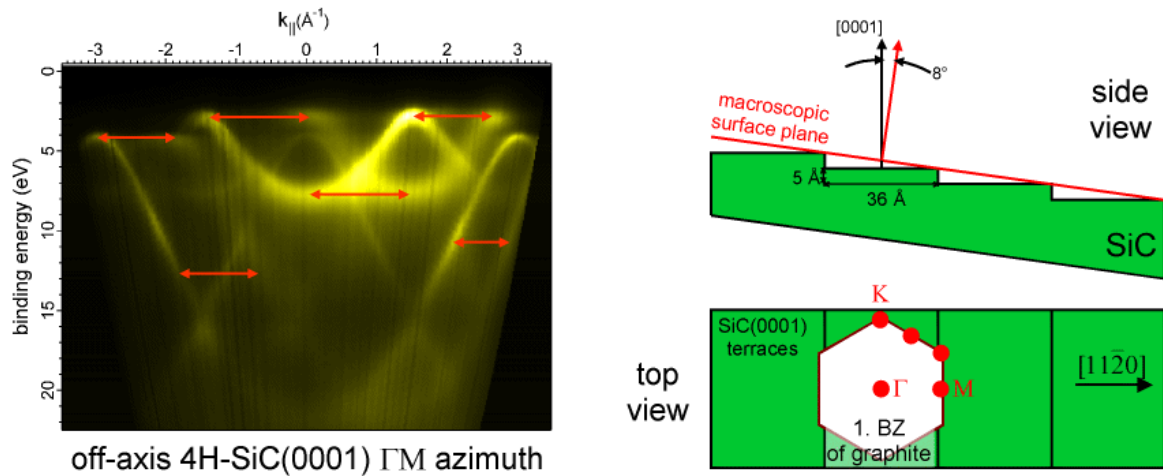 k||(Å⁻¹)
-3 -2 -1 0 1 2 3
0
5
10
15
20
binding energy (eV)
off-axis 4H-SiC(0001) ΓM azimuth
[0001]
8°
side
view
macroscopic
surface plane
5 Å
36 Å
SiC
K
SiC(0001)
terraces
[112̄0]
top
view
Γ
M
1. BZ
of graphite